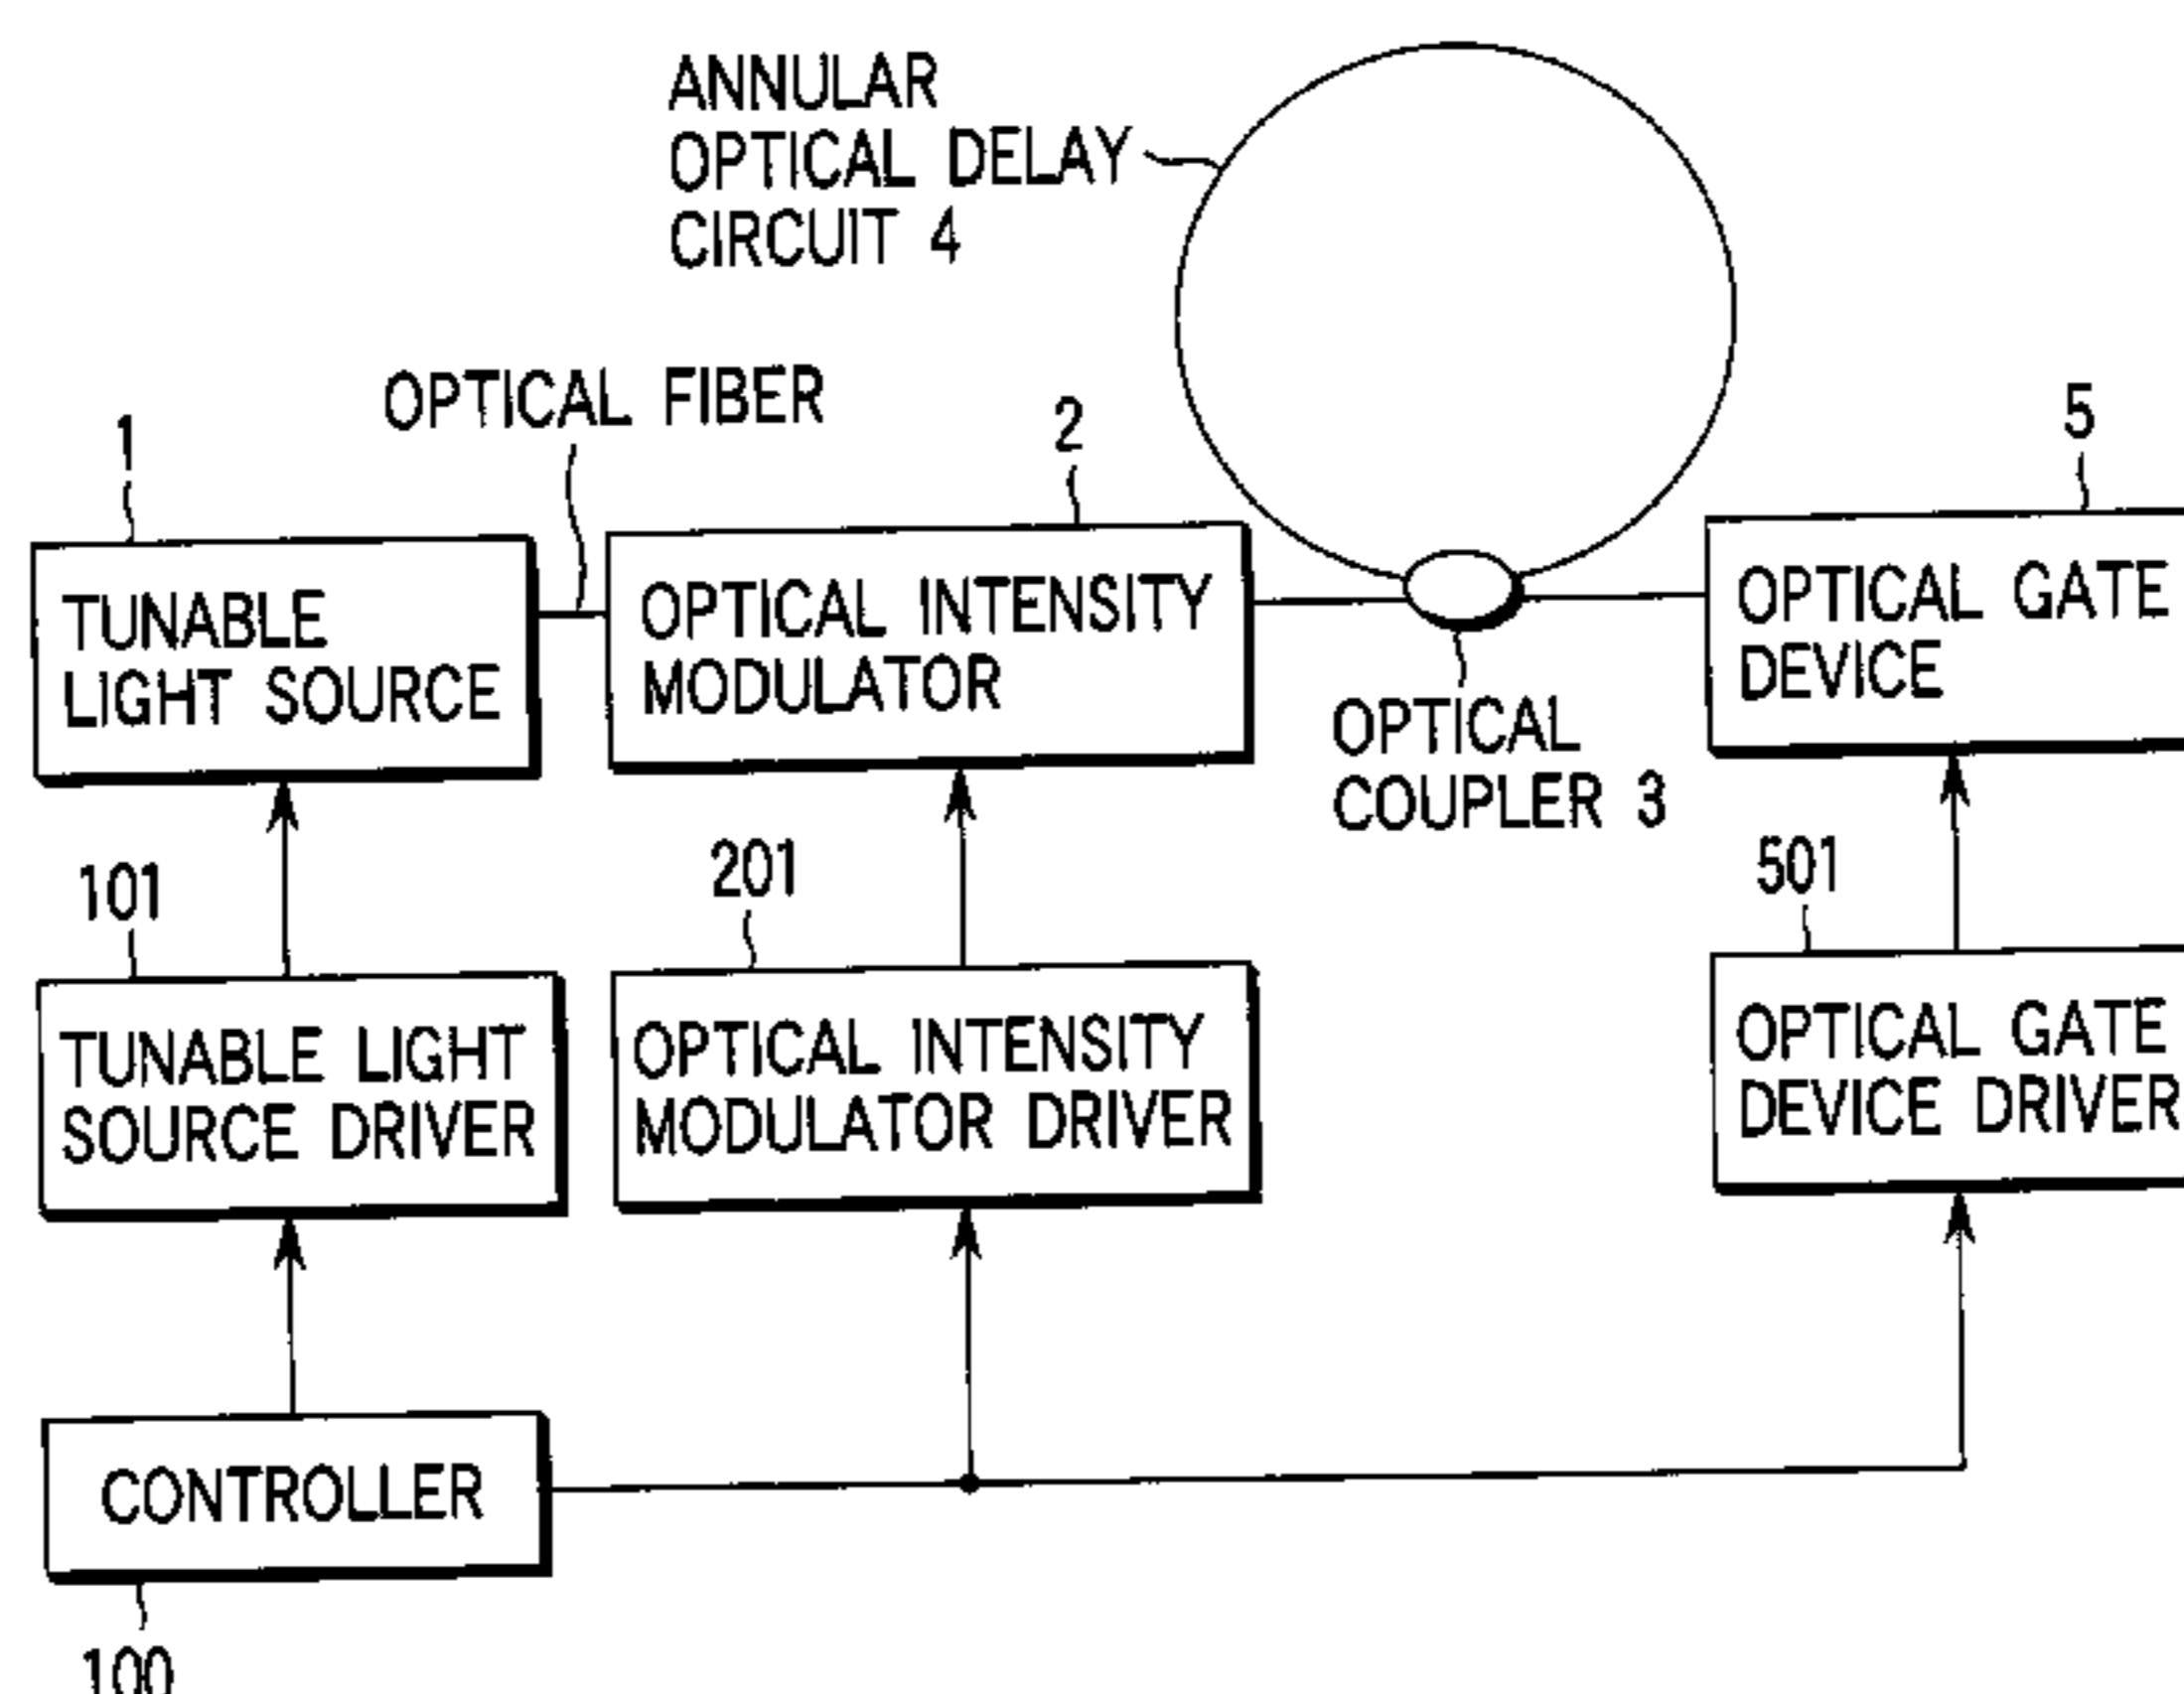 ANNULAR
OPTICAL DELAY
CIRCUIT 4
OPTICAL FIBER
1
2
5
TUNABLE
LIGHT SOURCE
OPTICAL INTENSITY
MODULATOR
OPTICAL GATE
DEVICE
OPTICAL
COUPLER 3
101
201
501
TUNABLE LIGHT
SOURCE DRIVER
OPTICAL INTENSITY
MODULATOR DRIVER
OPTICAL GATE
DEVICE DRIVER
CONTROLLER
100